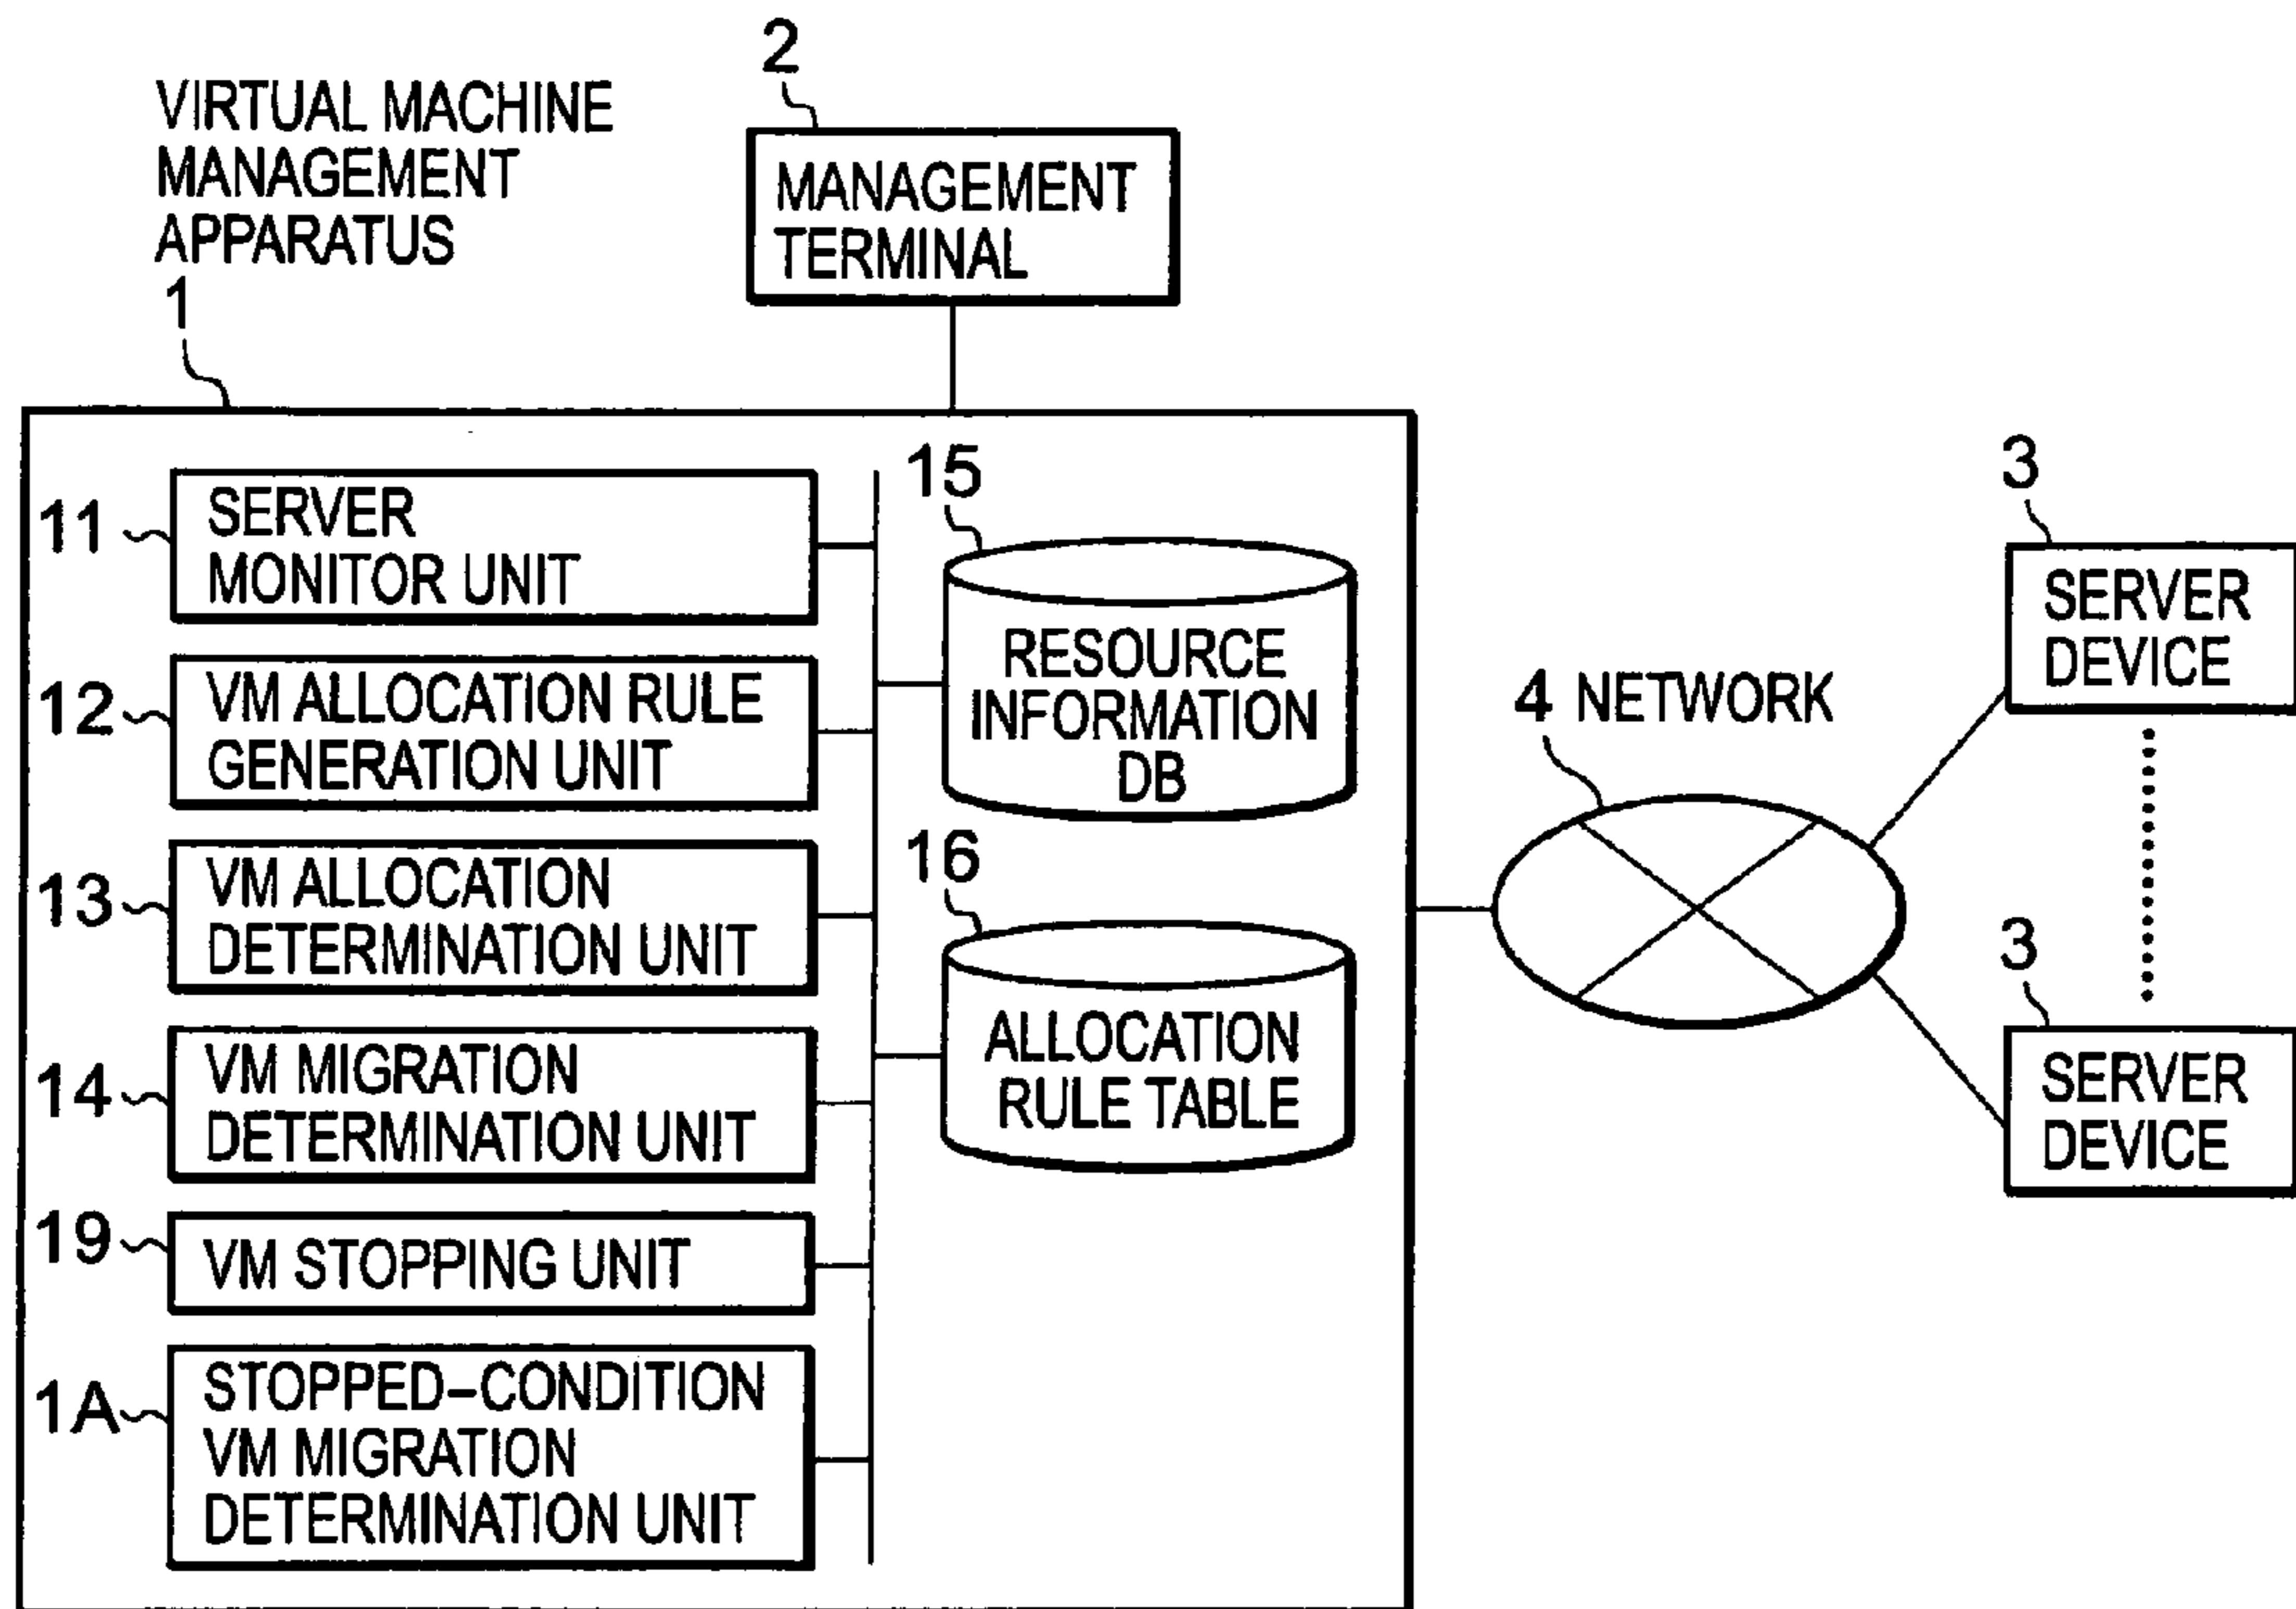 VIRTUAL MACHINE
MANAGEMENT
APPARATUS
1
2
MANAGEMENT
TERMINAL
11
SERVER
MONITOR UNIT
12
VM ALLOCATION RULE
GENERATION UNIT
13
VM ALLOCATION
DETERMINATION UNIT
14
VM MIGRATION
DETERMINATION UNIT
19
VM STOPPING UNIT
1A
STOPPED-CONDITION
VM MIGRATION
DETERMINATION UNIT
15
RESOURCE
INFORMATION
DB
16
ALLOCATION
RULE TABLE
4 NETWORK
3
SERVER
DEVICE
3
SERVER
DEVICE